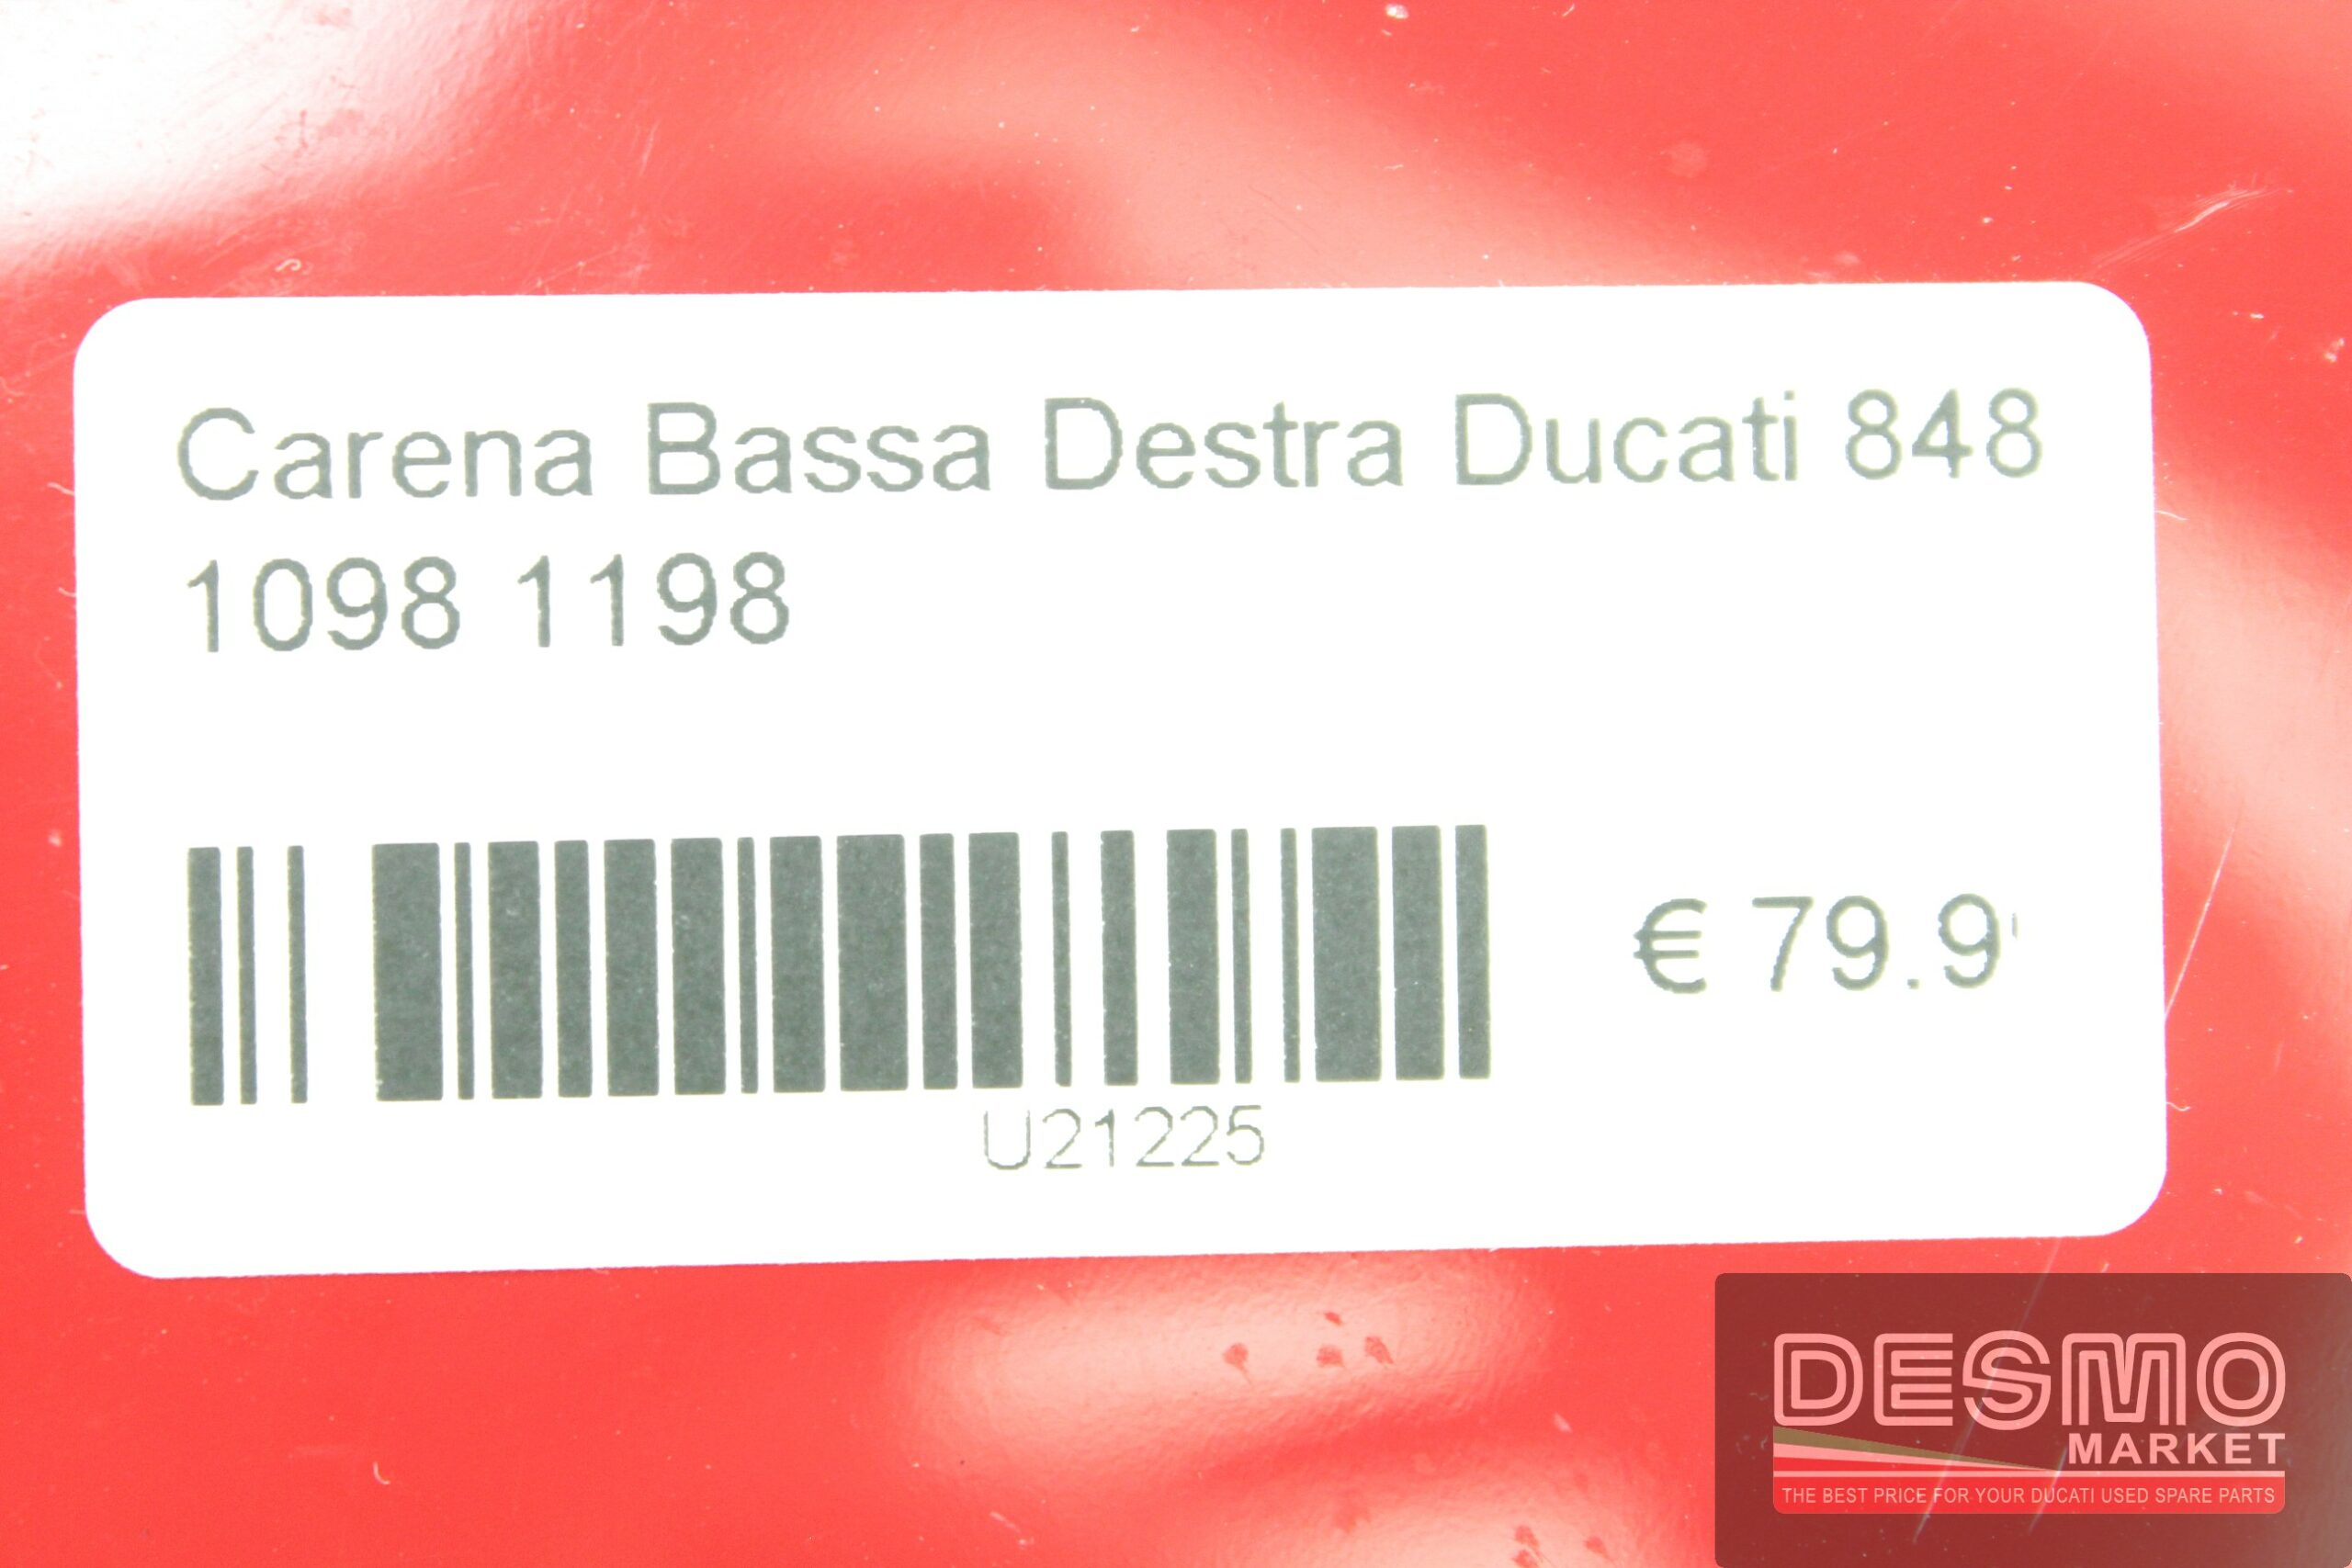 Carena Bassa Destra Ducati 848
1098 1198
€ 79.9
U21225
DESMO
MARKET
THE BEST PRICE FOR YOUR DUCATI USED SPARE PARTS